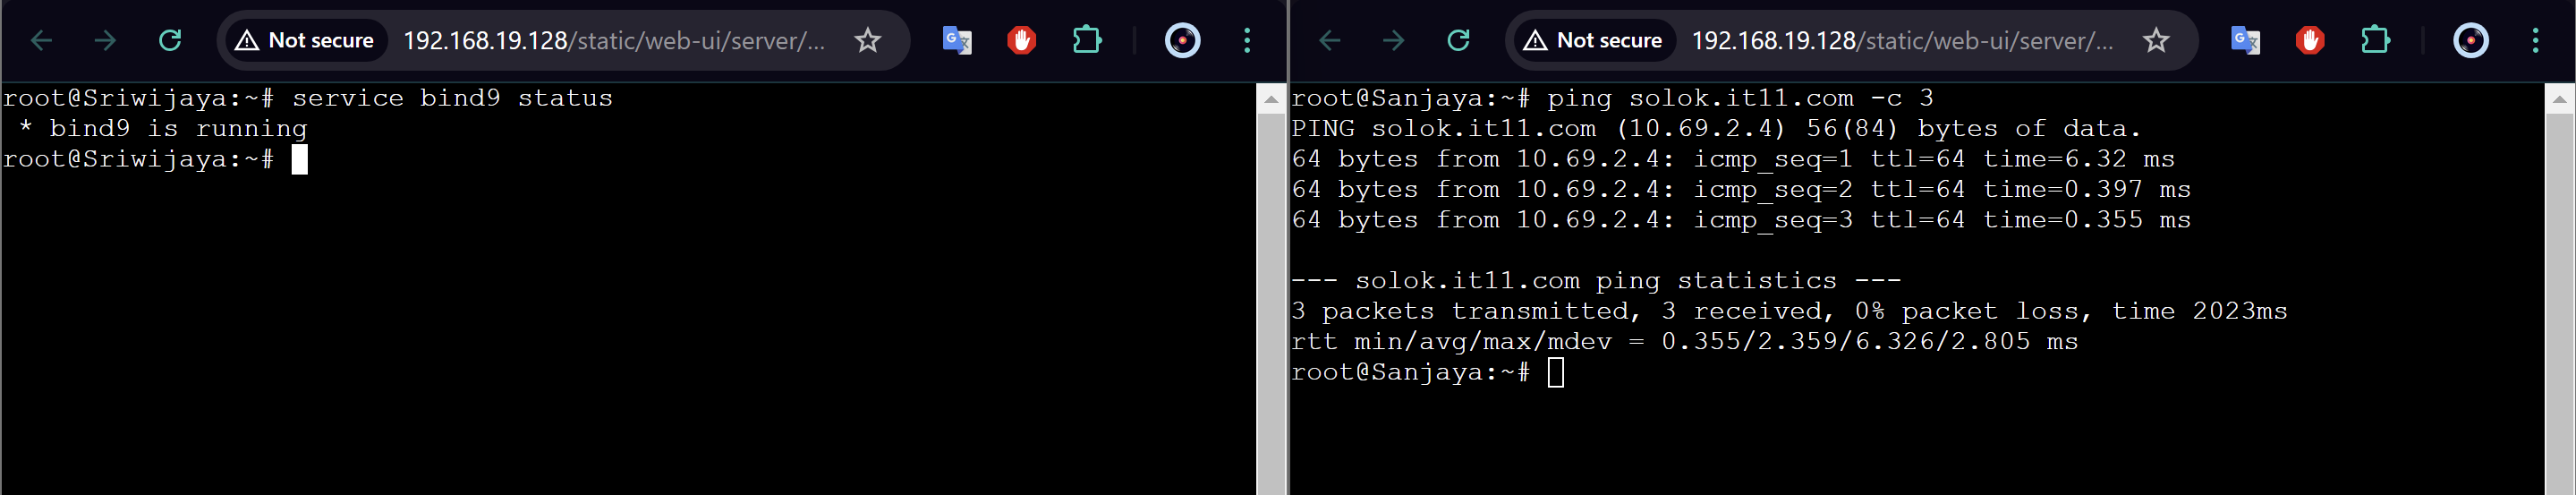 Not secure 192.168.19.128/static/web-ui/server/...
root@Sriwijaya:~# service bind9 status
 * bind9 is running
root@Sriwijaya:~#
Not secure 192.168.19.128/static/web-ui/server/...
root@Sanjaya:~# ping solok.it11.com -c 3
PING solok.it11.com (10.69.2.4) 56(84) bytes of data.
64 bytes from 10.69.2.4: icmp_seq=1 ttl=64 time=6.32 ms
64 bytes from 10.69.2.4: icmp_seq=2 ttl=64 time=0.397 ms
64 bytes from 10.69.2.4: icmp_seq=3 ttl=64 time=0.355 ms
--- solok.it11.com ping statistics ---
3 packets transmitted, 3 received, 0% packet loss, time 2023ms
rtt min/avg/max/mdev = 0.355/2.359/6.326/2.805 ms
root@Sanjaya:~#